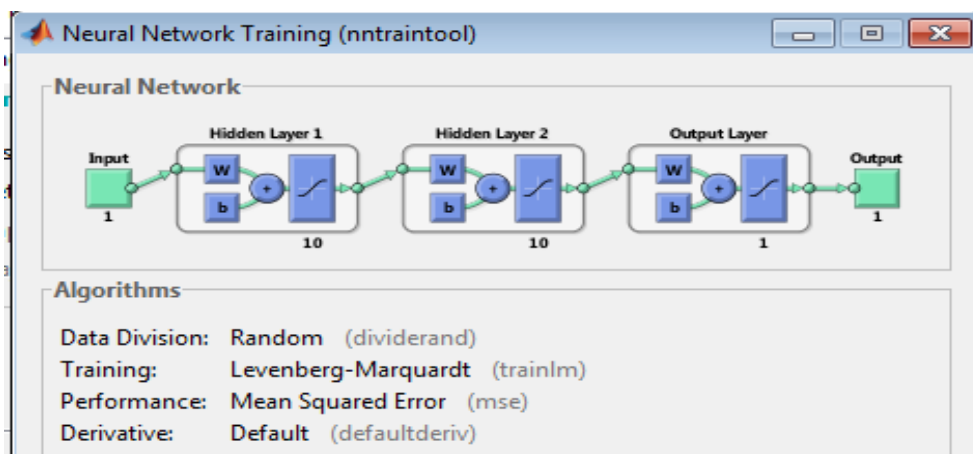 Neural Network Training (nntraintool)
Neural Network
Hidden Layer 1 Hidden Layer 2 Output Layer
Input Output
W W W
+ + +
b b b
1 10 10 1 1
Algorithms
Data Division: Random (dividerand)
Training: Levenberg-Marquardt (trainlm)
Performance: Mean Squared Error (mse)
Derivative: Default (defaultderiv)